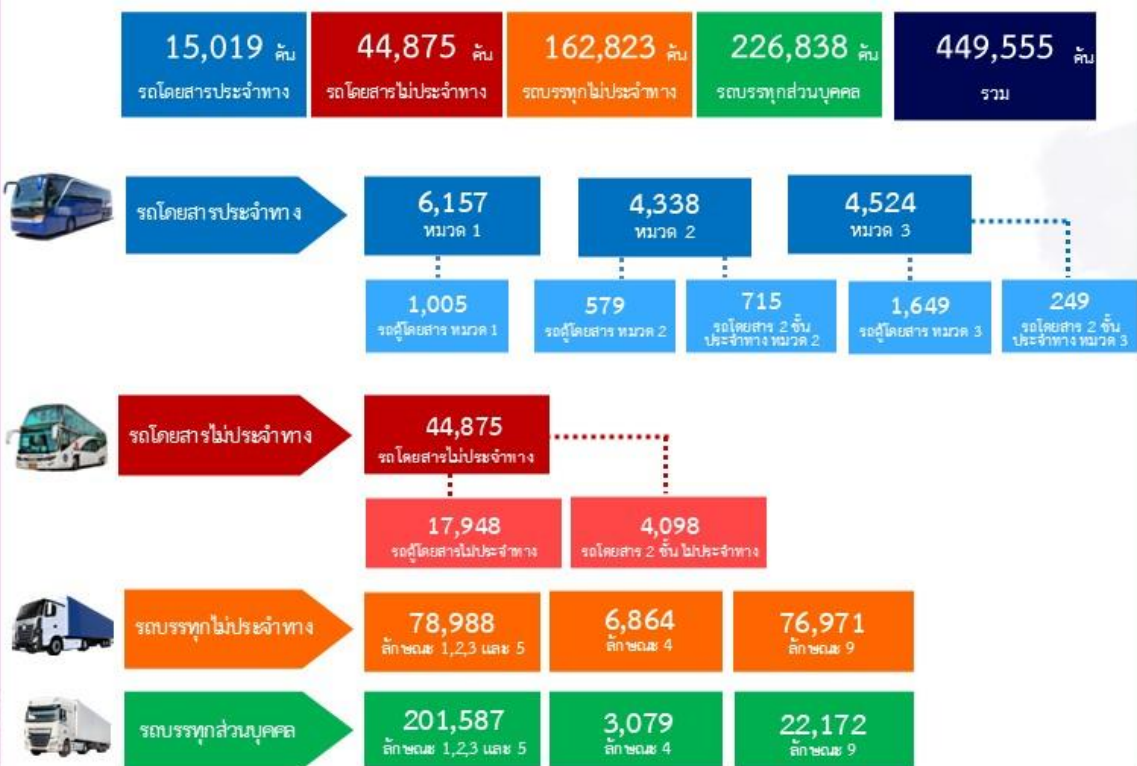 15,019 คัน
รถโดยสารประจำทาง
44,875 คัน
รถโดยสารไม่ประจำทาง
162,823 คัน
รถบรรทุกไม่ประจำทาง
226,838 คัน
รถบรรทุกส่วนบุคคล
449,555 คัน
รวม
รถโดยสารประจำทาง
6,157
หมวด 1
4,338
หมวด 2
4,524
หมวด 3
1,005
รถตู้โดยสาร หมวด 1
579
รถตู้โดยสาร หมวด 2
715
รถโดยสาร 2 ชั้น
ประจำทาง หมวด 2
1,649
รถตู้โดยสาร หมวด 3
249
รถโดยสาร 2 ชั้น
ประจำทาง หมวด 3
รถโดยสารไม่ประจำทาง
44,875
รถโดยสารไม่ประจำทาง
17,948
รถตู้โดยสารไม่ประจำทาง
4,098
รถโดยสาร 2 ชั้น ไม่ประจำทาง
รถบรรทุกไม่ประจำทาง
78,988
ลักษณะ 1,2,3 และ 5
6,864
ลักษณะ 4
76,971
ลักษณะ 9
รถบรรทุกส่วนบุคคล
201,587
ลักษณะ 1,2,3 และ 5
3,079
ลักษณะ 4
22,172
ลักษณะ 9